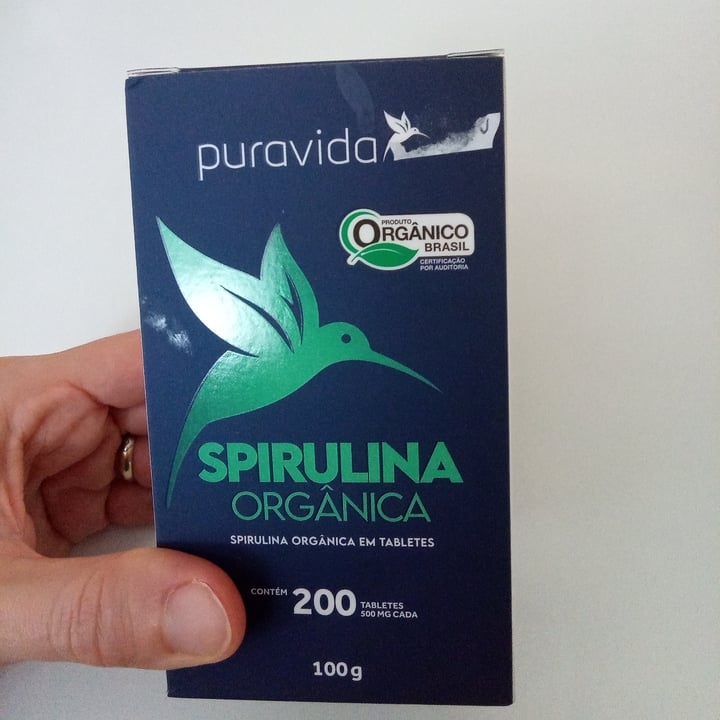 puravida
PRODUTO
ORGÂNICO
BRASIL
CERTIFICAÇÃO
POR AUDITORIA
SPIRULINA
ORGÂNICA
SPIRULINA ORGÂNICA EM TABLETES
CONTÉM 200 TABLETES
500 MG CADA
100g